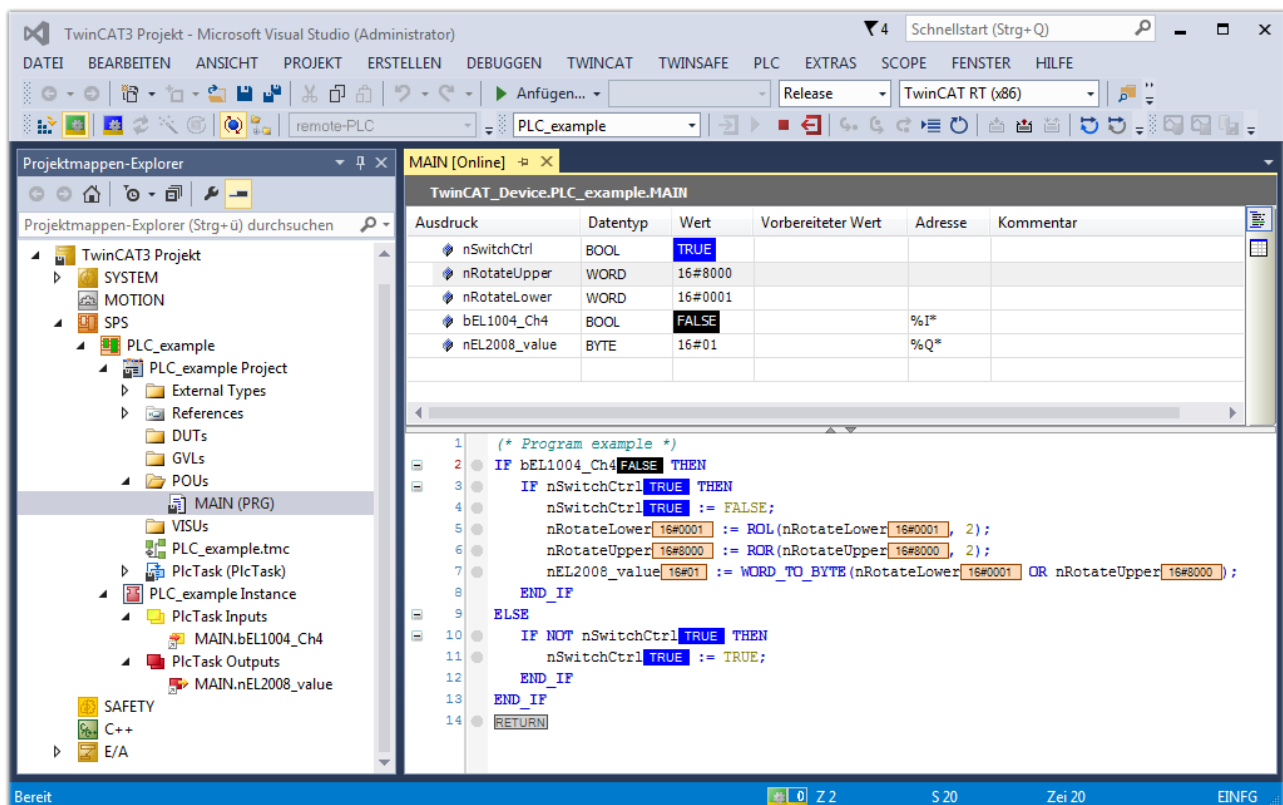 TwinCAT3 Projekt - Microsoft Visual Studio (Administrator) 4 Schnellstart (Strg+Q)
DATEI BEARBEITEN ANSICHT PROJEKT ERSTELLEN DEBUGGEN TWINCAT TWINSAFE PLC EXTRAS SCOPE FENSTER HILFE
Anfügen... Release TwinCAT RT (x86)
remote-PLC PLC_example
Projektmappen-Explorer
Projektmappen-Explorer (Strg+ü) durchsuchen
TwinCAT3 Projekt
SYSTEM
MOTION
SPS
PLC_example
PLC_example Project
External Types
References
DUTs
GVLs
POUs
MAIN (PRG)
VISUs
PLC_example.tmc
PlcTask (PlcTask)
PLC_example Instance
PlcTask Inputs
MAIN.bEL1004_Ch4
PlcTask Outputs
MAIN.nEL2008_value
SAFETY
C++
E/A
MAIN [Online]
TwinCAT_Device.PLC_example.MAIN
Ausdruck Datentyp Wert Vorbereiteter Wert Adresse Kommentar
nSwitchCtrl BOOL TRUE
nRotateUpper WORD 16#8000
nRotateLower WORD 16#0001
bEL1004_Ch4 BOOL FALSE %I*
nEL2008_value BYTE 16#01 %Q*
1 (* Program example *)
2 IF bEL1004_Ch4 FALSE THEN
3 IF nSwitchCtrl TRUE THEN
4 nSwitchCtrl TRUE := FALSE;
5 nRotateLower 16#0001 := ROL(nRotateLower 16#0001 , 2);
6 nRotateUpper 16#8000 := ROR(nRotateUpper 16#8000 , 2);
7 nEL2008_value 16#01 := WORD_TO_BYTE(nRotateLower 16#0001 OR nRotateUpper 16#8000 );
8 END_IF
9 ELSE
10 IF NOT nSwitchCtrl TRUE THEN
11 nSwitchCtrl TRUE := TRUE;
12 END_IF
13 END_IF
14 RETURN
Bereit 0 Z 2 S 20 Zei 20 EINFG